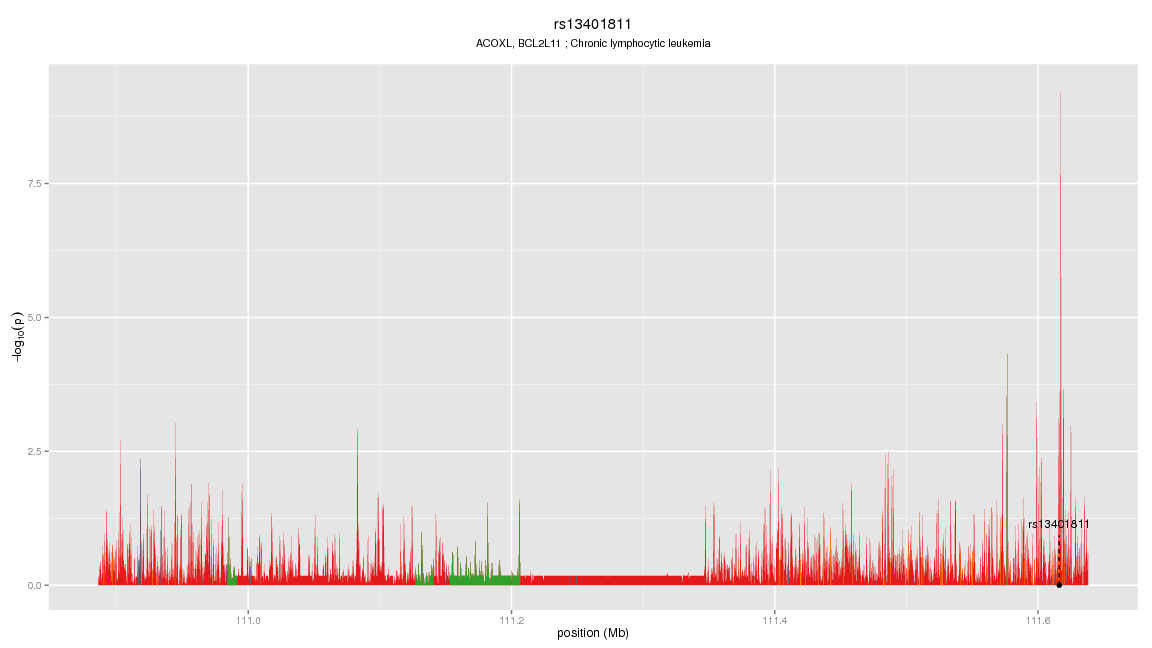 rs13401811
ACOXL, BCL2L11 ; Chronic lymphocytic leukemia
7.5
5.0
2.5
0.0
−log10(p)
rs13401811
111.0
111.2
111.4
111.6
position (Mb)